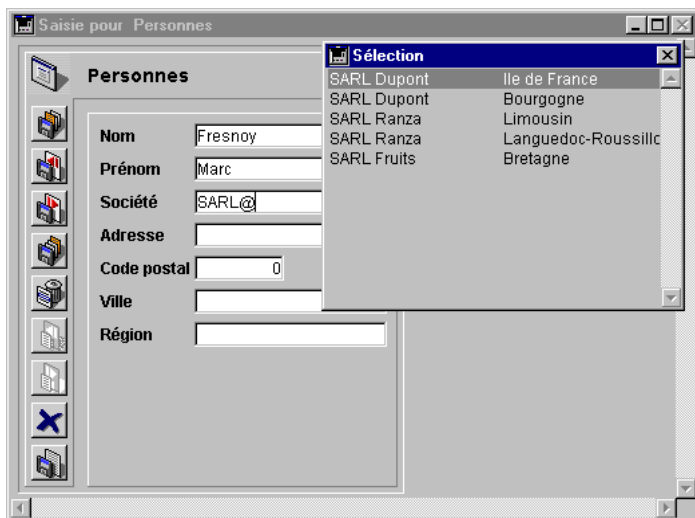 Saisie pour Personnes
Sélection
SARL Dupont Ile de France
SARL Dupont Bourgogne
SARL Ranza Limousin
SARL Ranza Languedoc-Roussillo
SARL Fruits Bretagne
Personnes
Nom Fresnoy
Prénom Marc
Société SARL@
Adresse
Code postal 0
Ville
Région